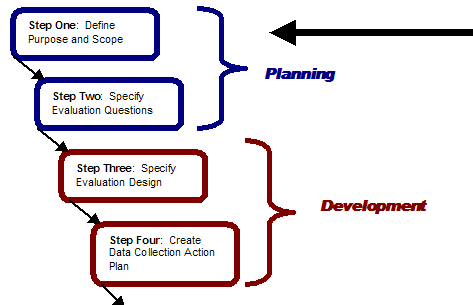 Step One: Define
Purpose and Scope
Planning
Step Two: Specify
Evaluation Questions
Step Three: Specify
Evaluation Design
Development
Step Four: Create
Data Collection Action
Plan